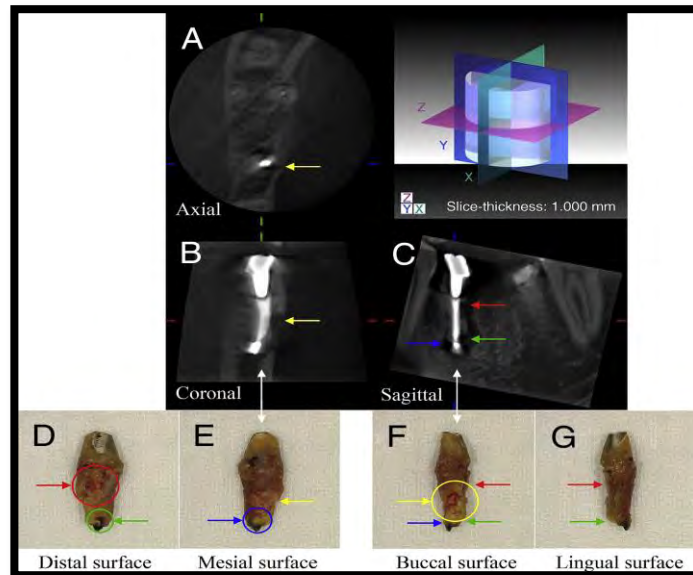 A
Axial
Z
Y
X
Z
Y X
Slice-thickness: 1.000 mm
B
Coronal
C
Sagittal
D
E
F
G
Distal surface
Mesial surface
Buccal surface
Lingual surface